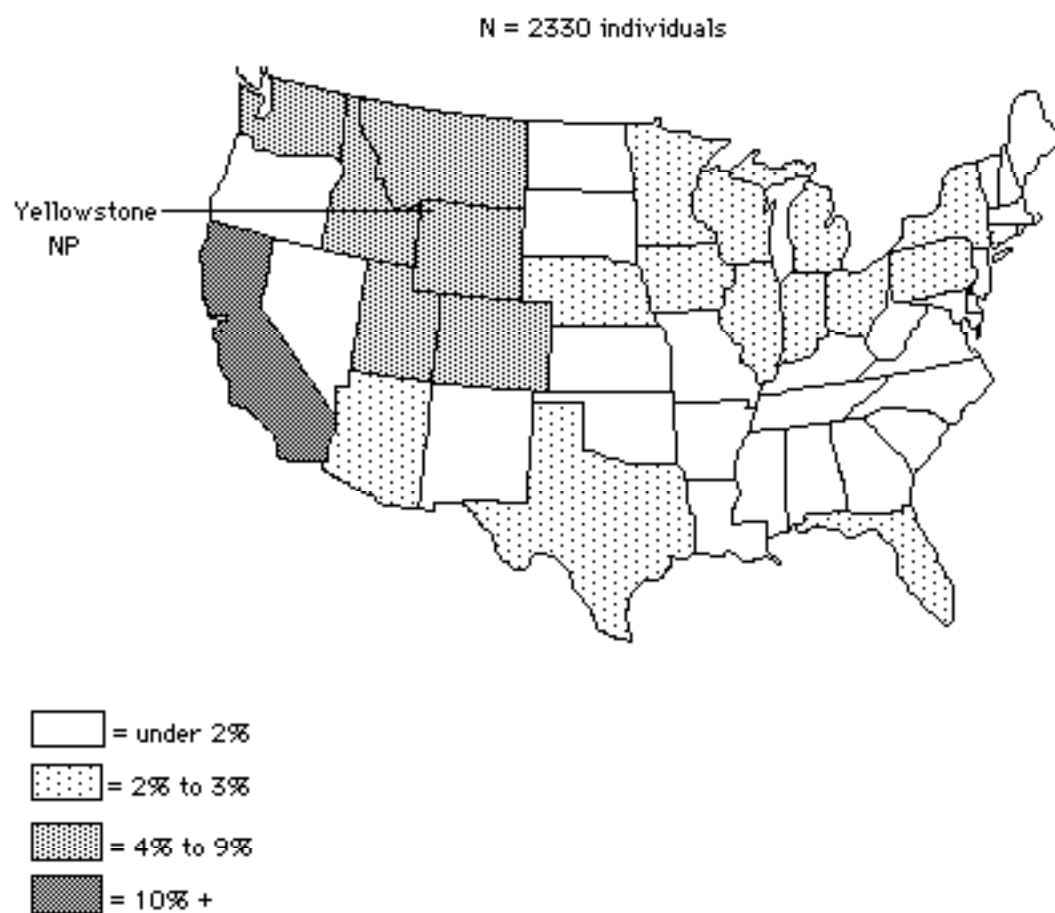 N = 2330 individuals
Yellowstone
NP
= under 2%
= 2% to 3%
= 4% to 9%
= 10% +